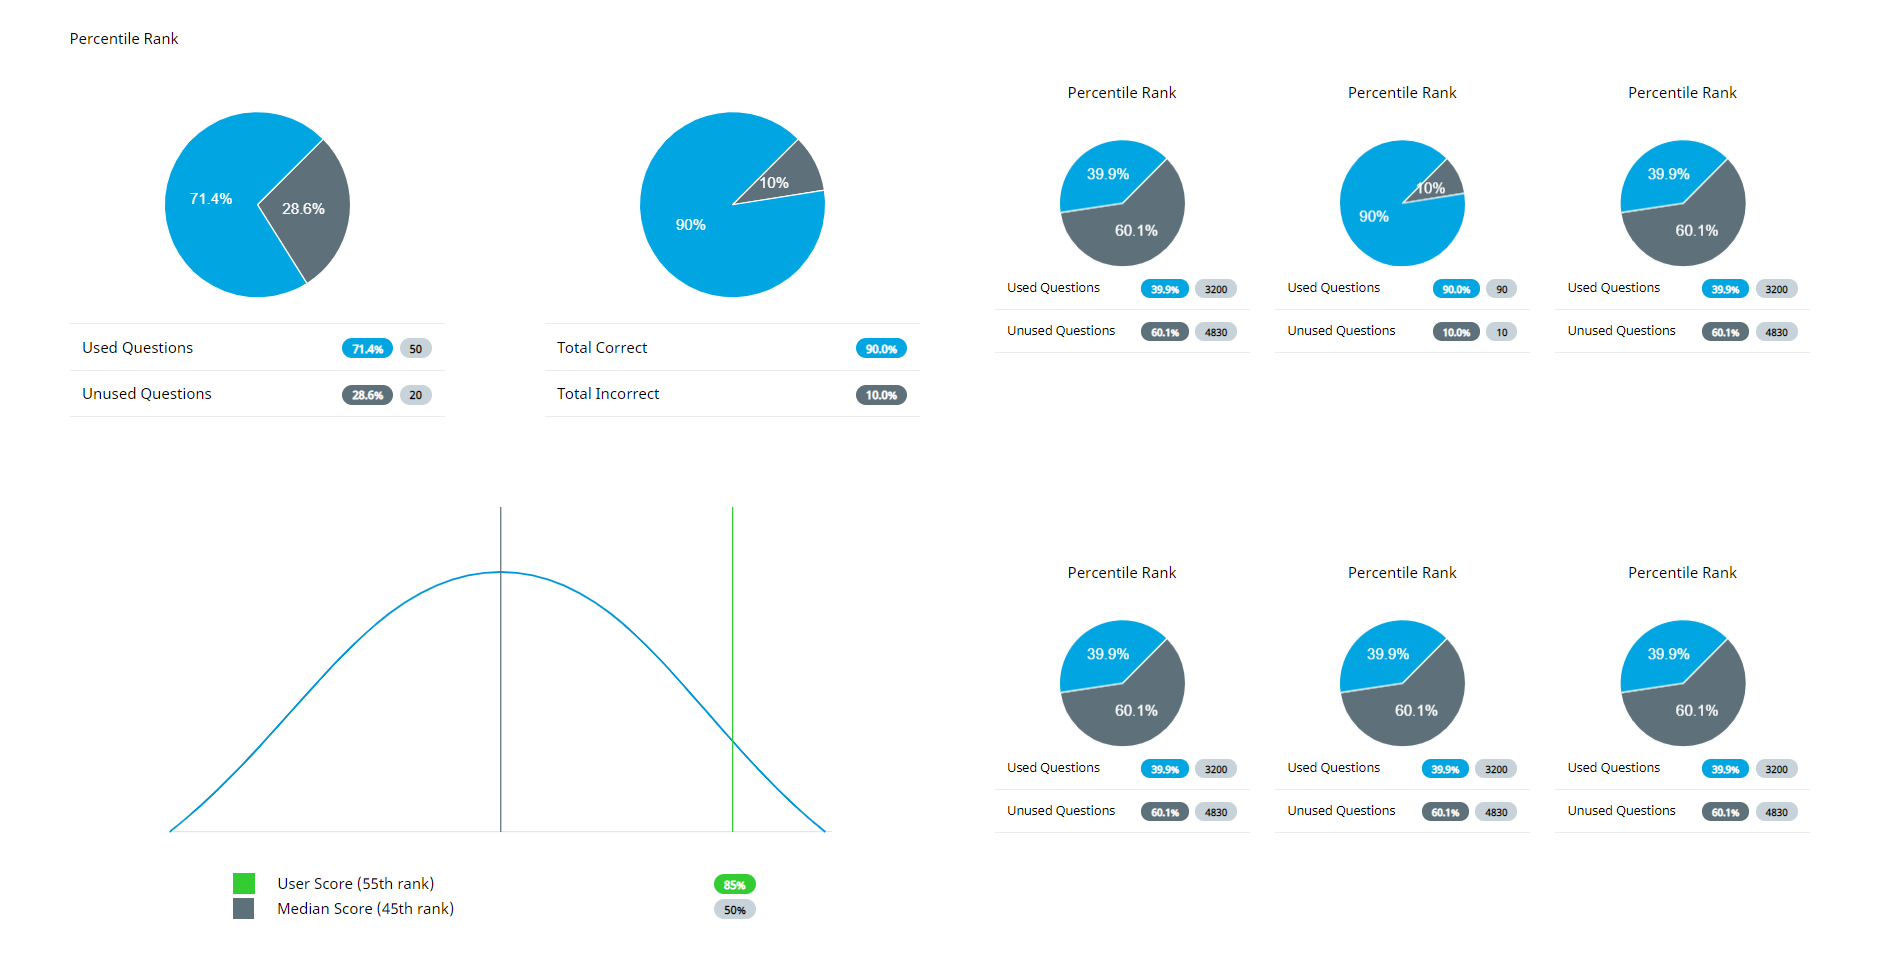 Percentile Rank
71.4%
28.6%
Used Questions 71.4% 50
Unused Questions 28.6% 20
10%
90%
Total Correct 90.0%
Total Incorrect 10.0%
User Score (55th rank) 85%
Median Score (45th rank) 50%
Percentile Rank
39.9%
60.1%
Used Questions 39.9% 3200
Unused Questions 60.1% 4830
Percentile Rank
10%
90%
Used Questions 90.0% 90
Unused Questions 10.0% 10
Percentile Rank
39.9%
60.1%
Used Questions 39.9% 3200
Unused Questions 60.1% 4830
Percentile Rank
39.9%
60.1%
Used Questions 39.9% 3200
Unused Questions 60.1% 4830
Percentile Rank
39.9%
60.1%
Used Questions 39.9% 3200
Unused Questions 60.1% 4830
Percentile Rank
39.9%
60.1%
Used Questions 39.9% 3200
Unused Questions 60.1% 4830